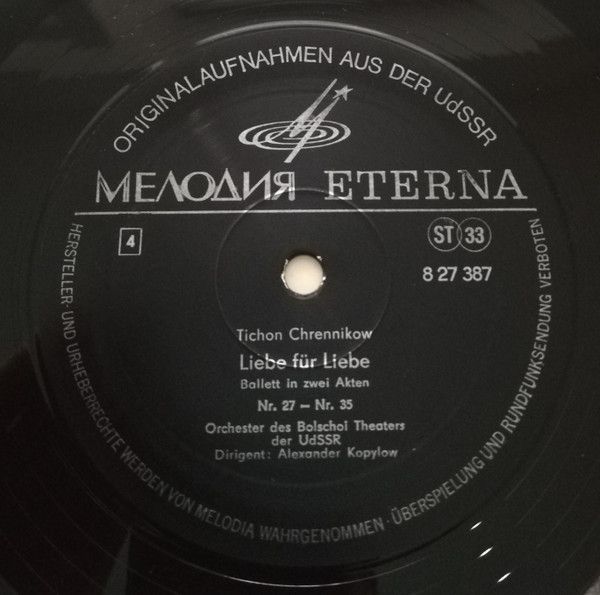 ORIGINALAUFNAHMEN AUS DER UdSSR
МЕЛОДИЯ ETERNA
4
ST 33
8 27 387
Tichon Chrennikow
Liebe für Liebe
Ballett in zwei Akten
Nr. 27 – Nr. 35
Orchester des Bolschoi Theaters
der UdSSR
Dirigent: Alexander Kopylow
HERSTELLER- UND URHEBERRECHTE WERDEN VON MELODIA WAHRGENOMMEN · ÜBERSPIELUNG UND RUNDFUNKSENDUNG VERBOTEN